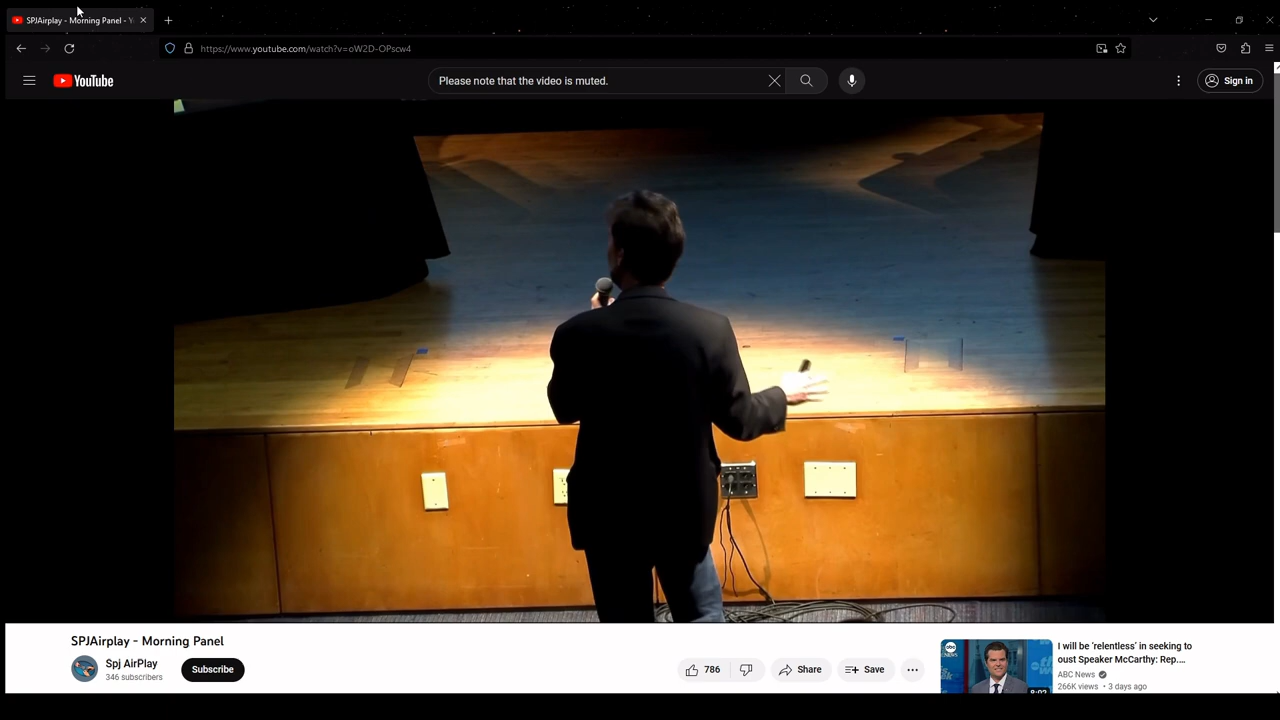 SPJAirplay - Morning Panel - Y
https://www.youtube.com/watch?v=oW2D-OPscw4
YouTube
Please note that the video is muted.
Sign in
SPJAirplay - Morning Panel
Spj AirPlay
346 subscribers
Subscribe
786
Share
Save
I will be ‘relentless’ in seeking to
oust Speaker McCarthy: Rep....
ABC News
266K views • 3 days ago
8:02